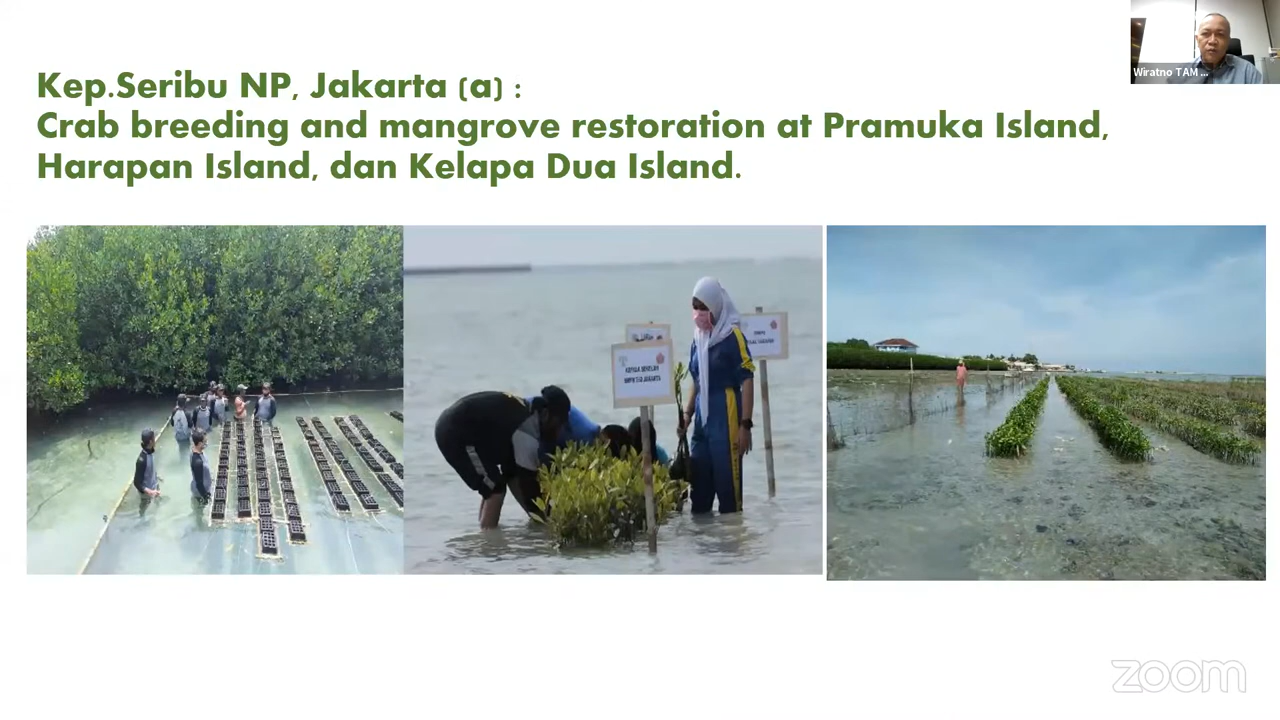 Wiratno TAM ...
Kep.Seribu NP, Jakarta (a) :
Crab breeding and mangrove restoration at Pramuka Island,
Harapan Island, dan Kelapa Dua Island.
zoom